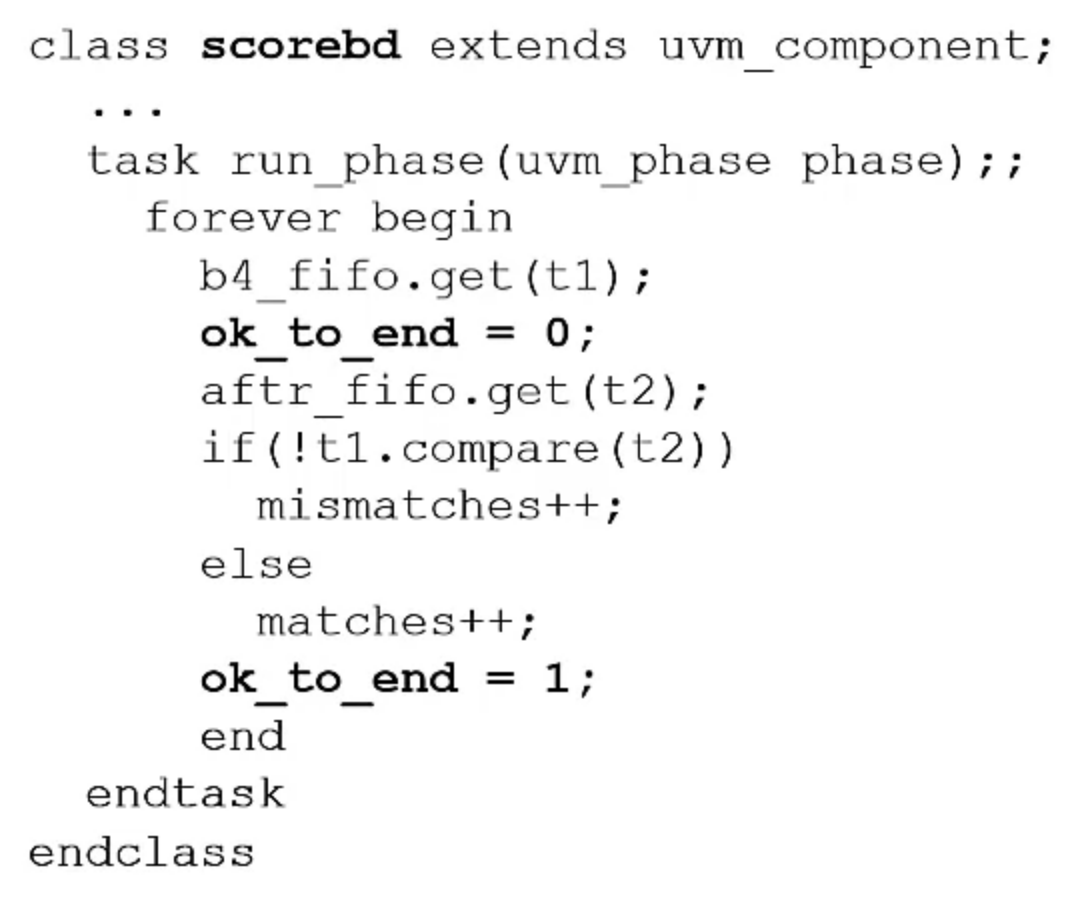 class scorebd extends uvm_component;
...
task run_phase(uvm_phase phase);;
forever begin
b4_fifo.get(t1);
ok_to_end = 0;
aftr_fifo.get(t2);
if(!t1.compare(t2))
mismatches++;
else
matches++;
ok_to_end = 1;
end
endtask
endclass